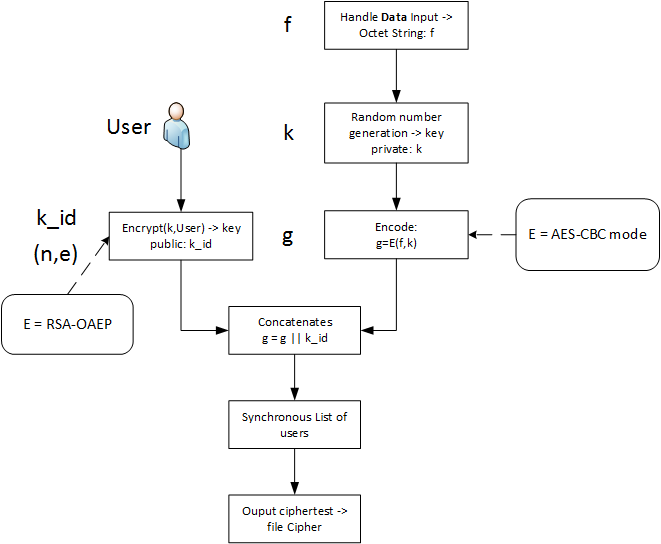 f
Handle Data Input ->
Octet String: f
User
k
Random number
generation -> key
private: k
k_id
(n,e)
Encrypt(k,User) -> key
public: k_id
g
Encode:
g=E(f,k)
E = AES-CBC mode
E = RSA-OAEP
Concatenates
g = g || k_id
Synchronous List of
users
Ouput ciphertest ->
file Cipher